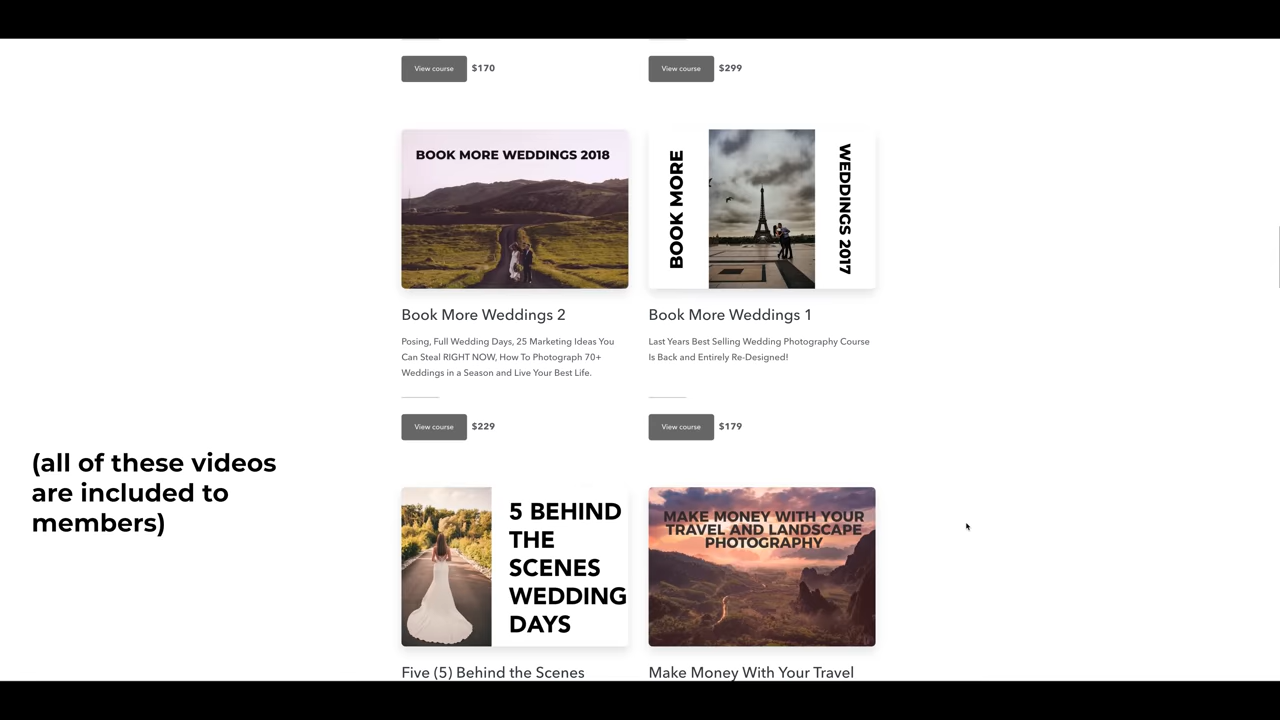 View course $170
View course $299
BOOK MORE WEDDINGS 2018
BOOK MORE
WEDDINGS 2017
Book More Weddings 2
Posing, Full Wedding Days, 25 Marketing Ideas You
Can Steal RIGHT NOW, How To Photograph 70+
Weddings in a Season and Live Your Best Life.
View course $229
Book More Weddings 1
Last Years Best Selling Wedding Photography Course
Is Back and Entirely Re-Designed!
View course $179
(all of these videos
are included to
members)
5 BEHIND
THE
SCENES
WEDDING
DAYS
Five (5) Behind the Scenes
MAKE MONEY WITH YOUR
TRAVEL AND LANDSCAPE
PHOTOGRAPHY
Make Money With Your Travel